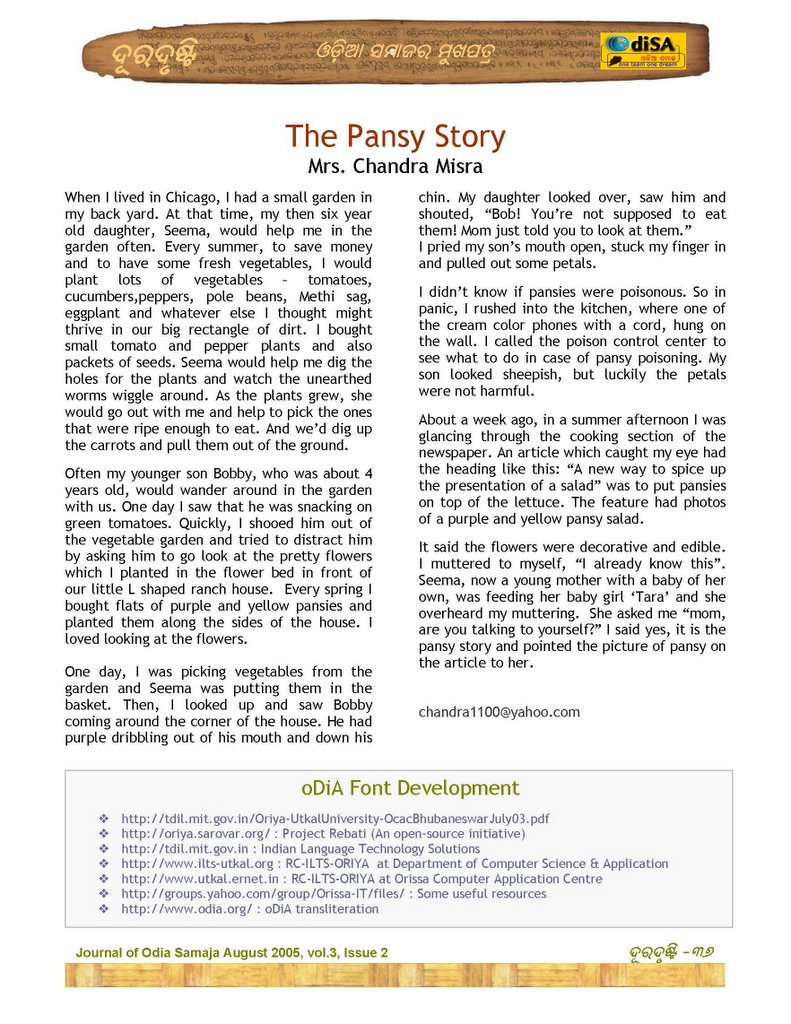 ଦୂରଦୃଷ୍ଟି
ଓଡ଼ିଆ ସମାଜର ମୁଖପତ୍ର
diSA
ଓଡ଼ିଆ ସମାଜ
one team one dream
The Pansy Story
Mrs. Chandra Misra
When I lived in Chicago, I had a small garden in
my back yard. At that time, my then six year
old daughter, Seema, would help me in the
garden often. Every summer, to save money
and to have some fresh vegetables, I would
plant lots of vegetables – tomatoes,
cucumbers,peppers, pole beans, Methi sag,
eggplant and whatever else I thought might
thrive in our big rectangle of dirt. I bought
small tomato and pepper plants and also
packets of seeds. Seema would help me dig the
holes for the plants and watch the unearthed
worms wiggle around. As the plants grew, she
would go out with me and help to pick the ones
that were ripe enough to eat. And we’d dig up
the carrots and pull them out of the ground.
Often my younger son Bobby, who was about 4
years old, would wander around in the garden
with us. One day I saw that he was snacking on
green tomatoes. Quickly, I shooed him out of
the vegetable garden and tried to distract him
by asking him to go look at the pretty flowers
which I planted in the flower bed in front of
our little L shaped ranch house. Every spring I
bought flats of purple and yellow pansies and
planted them along the sides of the house. I
loved looking at the flowers.
One day, I was picking vegetables from the
garden and Seema was putting them in the
basket. Then, I looked up and saw Bobby
coming around the corner of the house. He had
purple dribbling out of his mouth and down his
chin. My daughter looked over, saw him and
shouted, “Bob! You’re not supposed to eat
them! Mom just told you to look at them.”
I pried my son’s mouth open, stuck my finger in
and pulled out some petals.
I didn’t know if pansies were poisonous. So in
panic, I rushed into the kitchen, where one of
the cream color phones with a cord, hung on
the wall. I called the poison control center to
see what to do in case of pansy poisoning. My
son looked sheepish, but luckily the petals
were not harmful.
About a week ago, in a summer afternoon I was
glancing through the cooking section of the
newspaper. An article which caught my eye had
the heading like this: “A new way to spice up
the presentation of a salad” was to put pansies
on top of the lettuce. The feature had photos
of a purple and yellow pansy salad.
It said the flowers were decorative and edible.
I muttered to myself, “I already know this”.
Seema, now a young mother with a baby of her
own, was feeding her baby girl ‘Tara’ and she
overheard my muttering. She asked me “mom,
are you talking to yourself?” I said yes, it is the
pansy story and pointed the picture of pansy on
the article to her.
chandra1100@yahoo.com
oDiA Font Development
❖ http://tdil.mit.gov.in/Oriya-UtkalUniversity-OcacBhubaneswarJuly03.pdf
❖ http://oriya.sarovar.org/ : Project Rebati (An open-source initiative)
❖ http://tdil.mit.gov.in : Indian Language Technology Solutions
❖ http://www.ilts-utkal.org : RC-ILTS-ORIYA at Department of Computer Science & Application
❖ http://www.utkal.ernet.in : RC-ILTS-ORIYA at Orissa Computer Application Centre
❖ http://groups.yahoo.com/group/Orissa-IT/files/ : Some useful resources
❖ http://www.odia.org/ : oDiA transliteration
Journal of Odia Samaja August 2005, vol.3, Issue 2
ଦୂରଦୃଷ୍ଟି - ୩୬